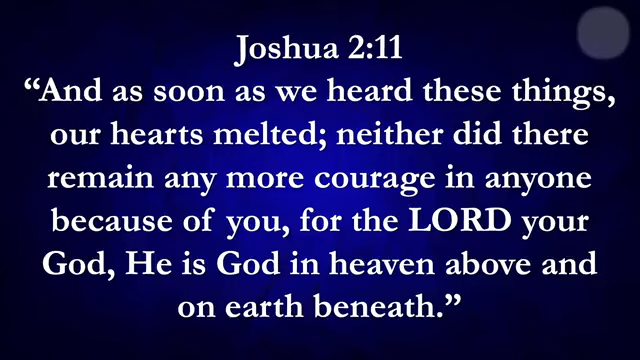 Joshua 2:11
“And as soon as we heard these things,
our hearts melted; neither did there
remain any more courage in anyone
because of you, for the LORD your
God, He is God in heaven above and
on earth beneath.”